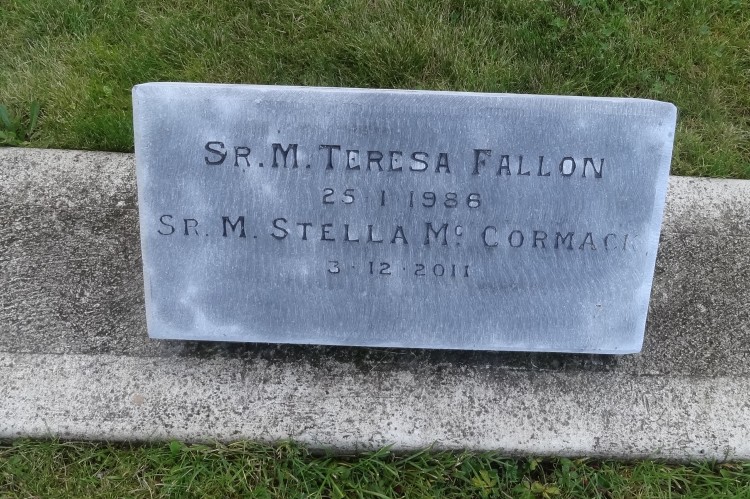 SR. M. TERESA FALLON
25 · 1 · 1986
SR. M. STELLA Mc CORMACK
3 · 12 · 2011